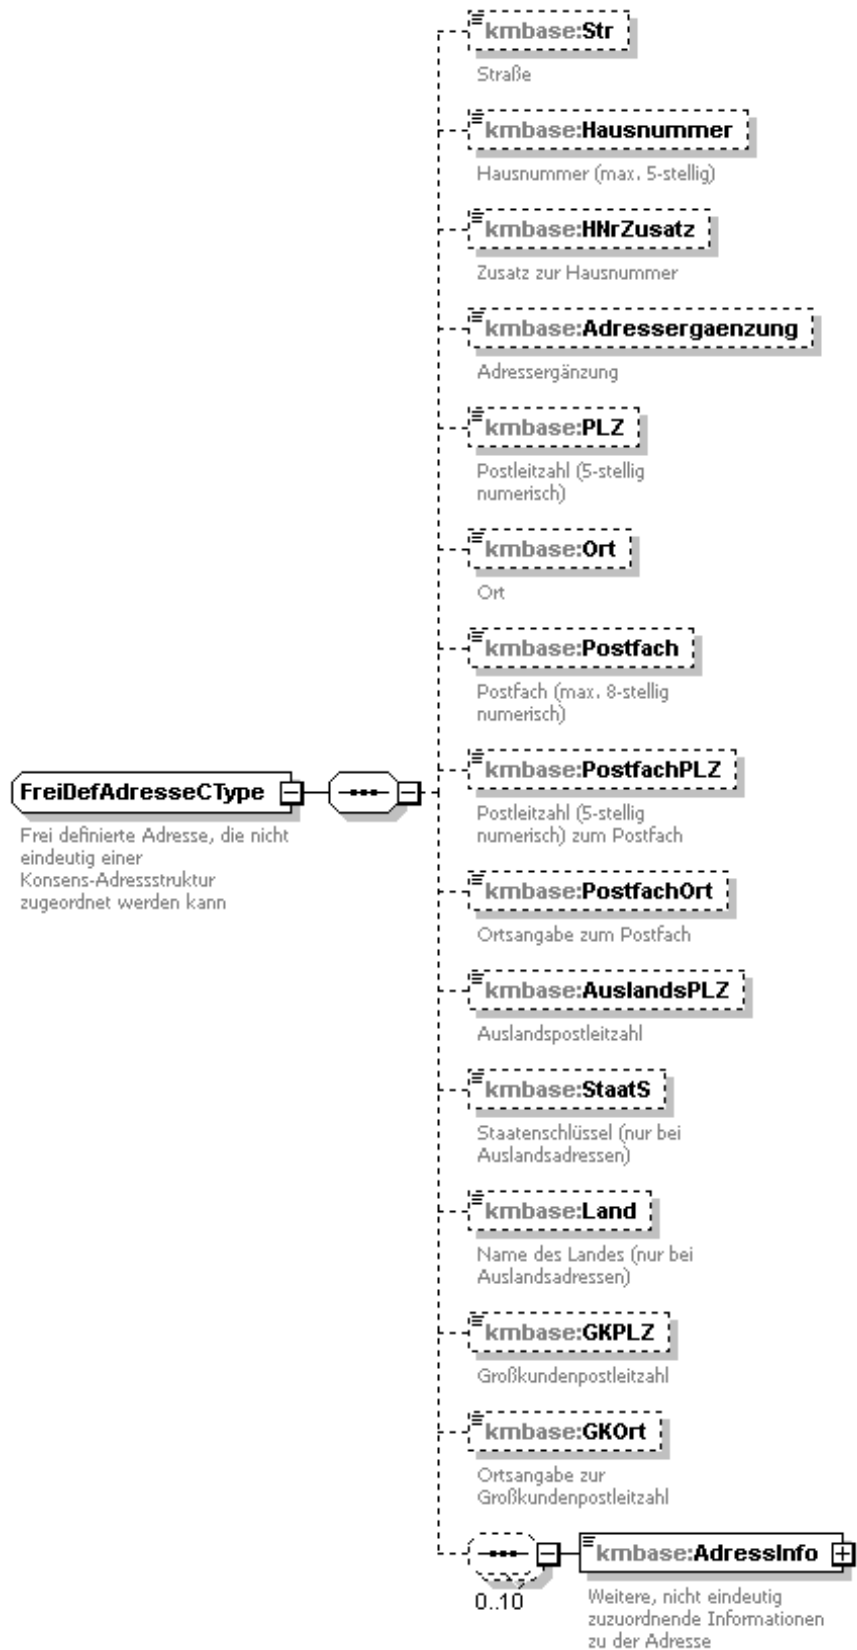 kmbase:Str
Straße
kmbase:Hausnummer
Hausnummer (max. 5-stellig)
kmbase:HNrZusatz
Zusatz zur Hausnummer
kmbase:Adressergaenzung
Adressergänzung
kmbase:PLZ
Postleitzahl (5-stellig
numerisch)
kmbase:Ort
Ort
kmbase:Postfach
Postfach (max. 8-stellig
numerisch)
FreiDefAdresseCType
Frei definierte Adresse, die nicht
eindeutig einer
Konsens-Adressstruktur
zugeordnet werden kann
kmbase:PostfachPLZ
Postleitzahl (5-stellig
numerisch) zum Postfach
kmbase:PostfachOrt
Ortsangabe zum Postfach
kmbase:AuslandsPLZ
Auslandspostleitzahl
kmbase:StaatS
Staatenschlüssel (nur bei
Auslandsadressen)
kmbase:Land
Name des Landes (nur bei
Auslandsadressen)
kmbase:GKPLZ
Großkundenpostleitzahl
kmbase:GKOrt
Ortsangabe zur
Großkundenpostleitzahl
0..10
kmbase:AdressInfo
Weitere, nicht eindeutig
zuzuordnende Informationen
zu der Adresse